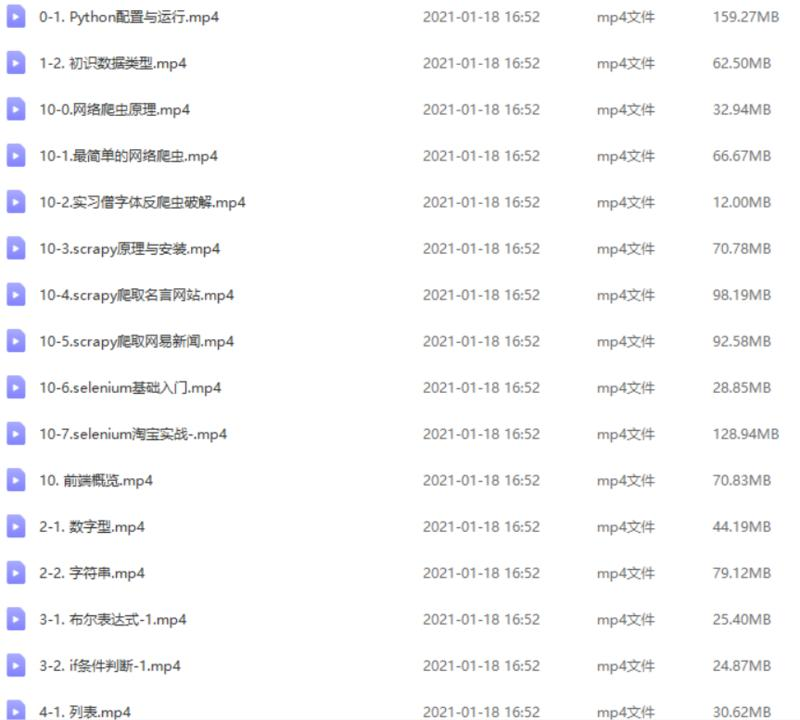 0-1. Python配置与运行.mp4 2021-01-18 16:52 mp4文件 159.27MB
1-2. 初识数据类型.mp4 2021-01-18 16:52 mp4文件 62.50MB
10-0.网络爬虫原理.mp4 2021-01-18 16:52 mp4文件 32.94MB
10-1.最简单的网络爬虫.mp4 2021-01-18 16:52 mp4文件 66.67MB
10-2.实习僧字体反爬虫破解.mp4 2021-01-18 16:52 mp4文件 12.00MB
10-3.scrapy原理与安装.mp4 2021-01-18 16:52 mp4文件 70.78MB
10-4.scrapy爬取名言网站.mp4 2021-01-18 16:52 mp4文件 98.19MB
10-5.scrapy爬取网易新闻.mp4 2021-01-18 16:52 mp4文件 92.58MB
10-6.selenium基础入门.mp4 2021-01-18 16:52 mp4文件 28.85MB
10-7.selenium淘宝实战-.mp4 2021-01-18 16:52 mp4文件 128.94MB
10. 前端概览.mp4 2021-01-18 16:52 mp4文件 70.83MB
2-1. 数字型.mp4 2021-01-18 16:52 mp4文件 44.19MB
2-2. 字符串.mp4 2021-01-18 16:52 mp4文件 79.12MB
3-1. 布尔表达式-1.mp4 2021-01-18 16:52 mp4文件 25.40MB
3-2. if条件判断-1.mp4 2021-01-18 16:52 mp4文件 24.87MB
4-1. 列表.mp4 2021-01-18 16:52 mp4文件 30.62MB